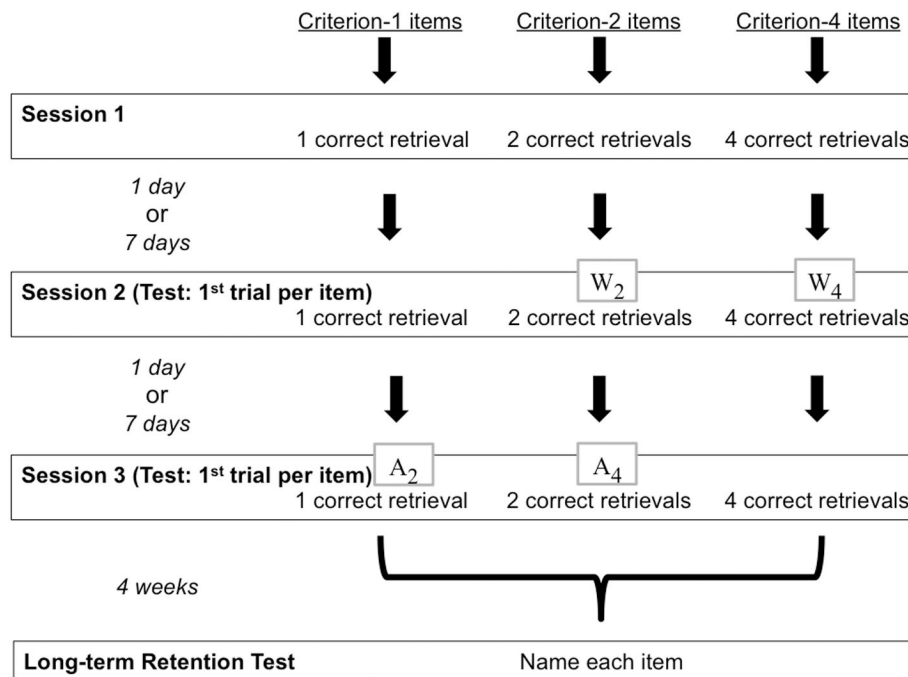 Criterion-1 items Criterion-2 items Criterion-4 items
Session 1
1 correct retrieval 2 correct retrievals 4 correct retrievals
1 day
or
7 days
W2 W4
Session 2 (Test: 1st trial per item)
1 correct retrieval 2 correct retrievals 4 correct retrievals
1 day
or
7 days
A2 A4
Session 3 (Test: 1st trial per item)
1 correct retrieval 2 correct retrievals 4 correct retrievals
4 weeks
Long-term Retention Test Name each item